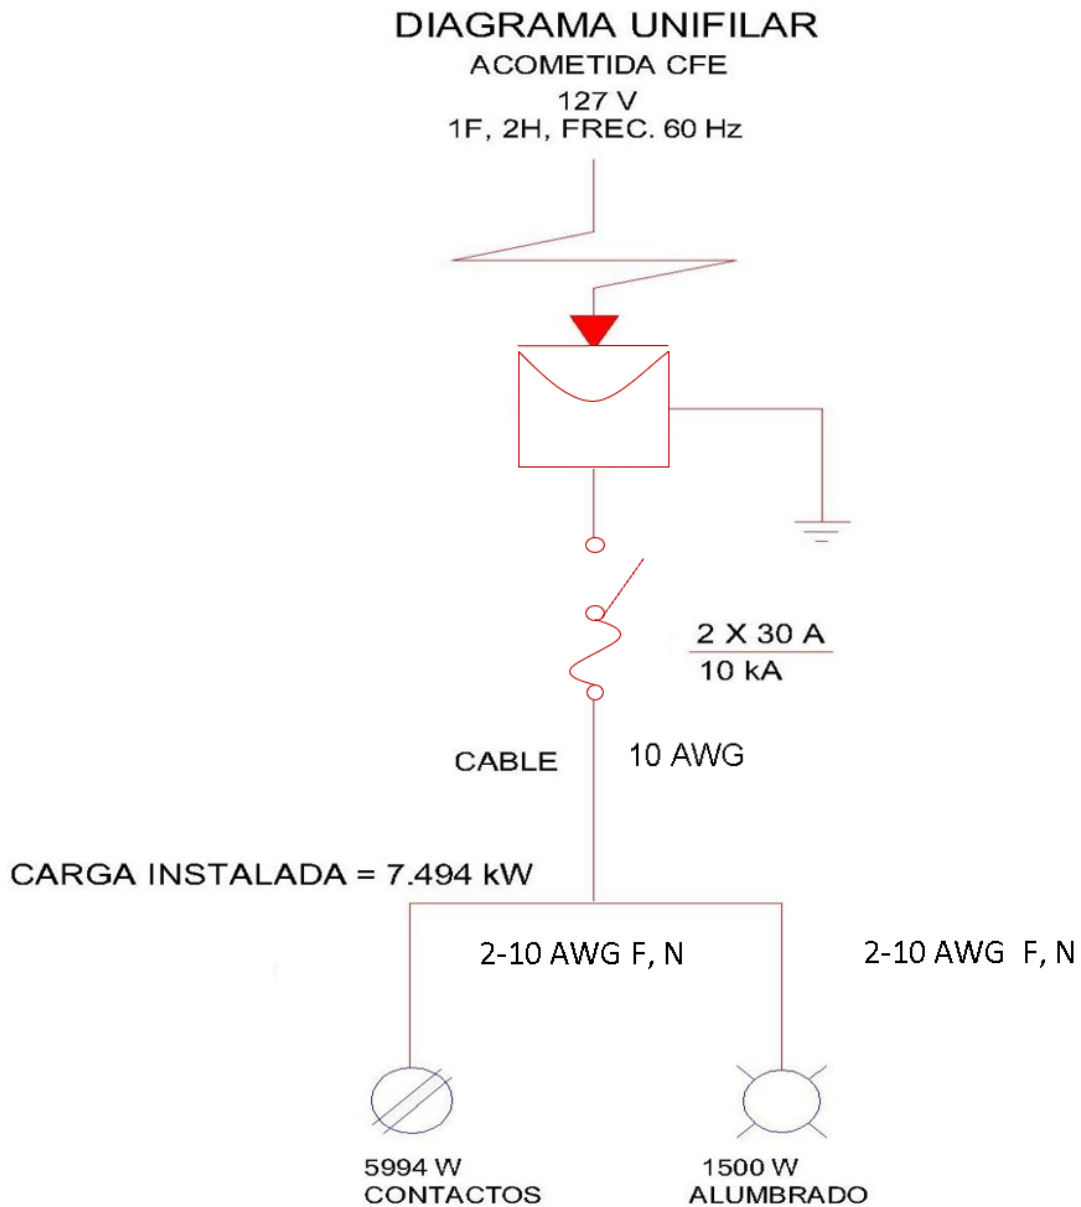 DIAGRAMA UNIFILAR
ACOMETIDA CFE
127 V
1F, 2H, FREC. 60 Hz
2 X 30 A
10 kA
CABLE
10 AWG
CARGA INSTALADA = 7.494 kW
2-10 AWG F, N
2-10 AWG F, N
5994 W
CONTACTOS
1500 W
ALUMBRADO